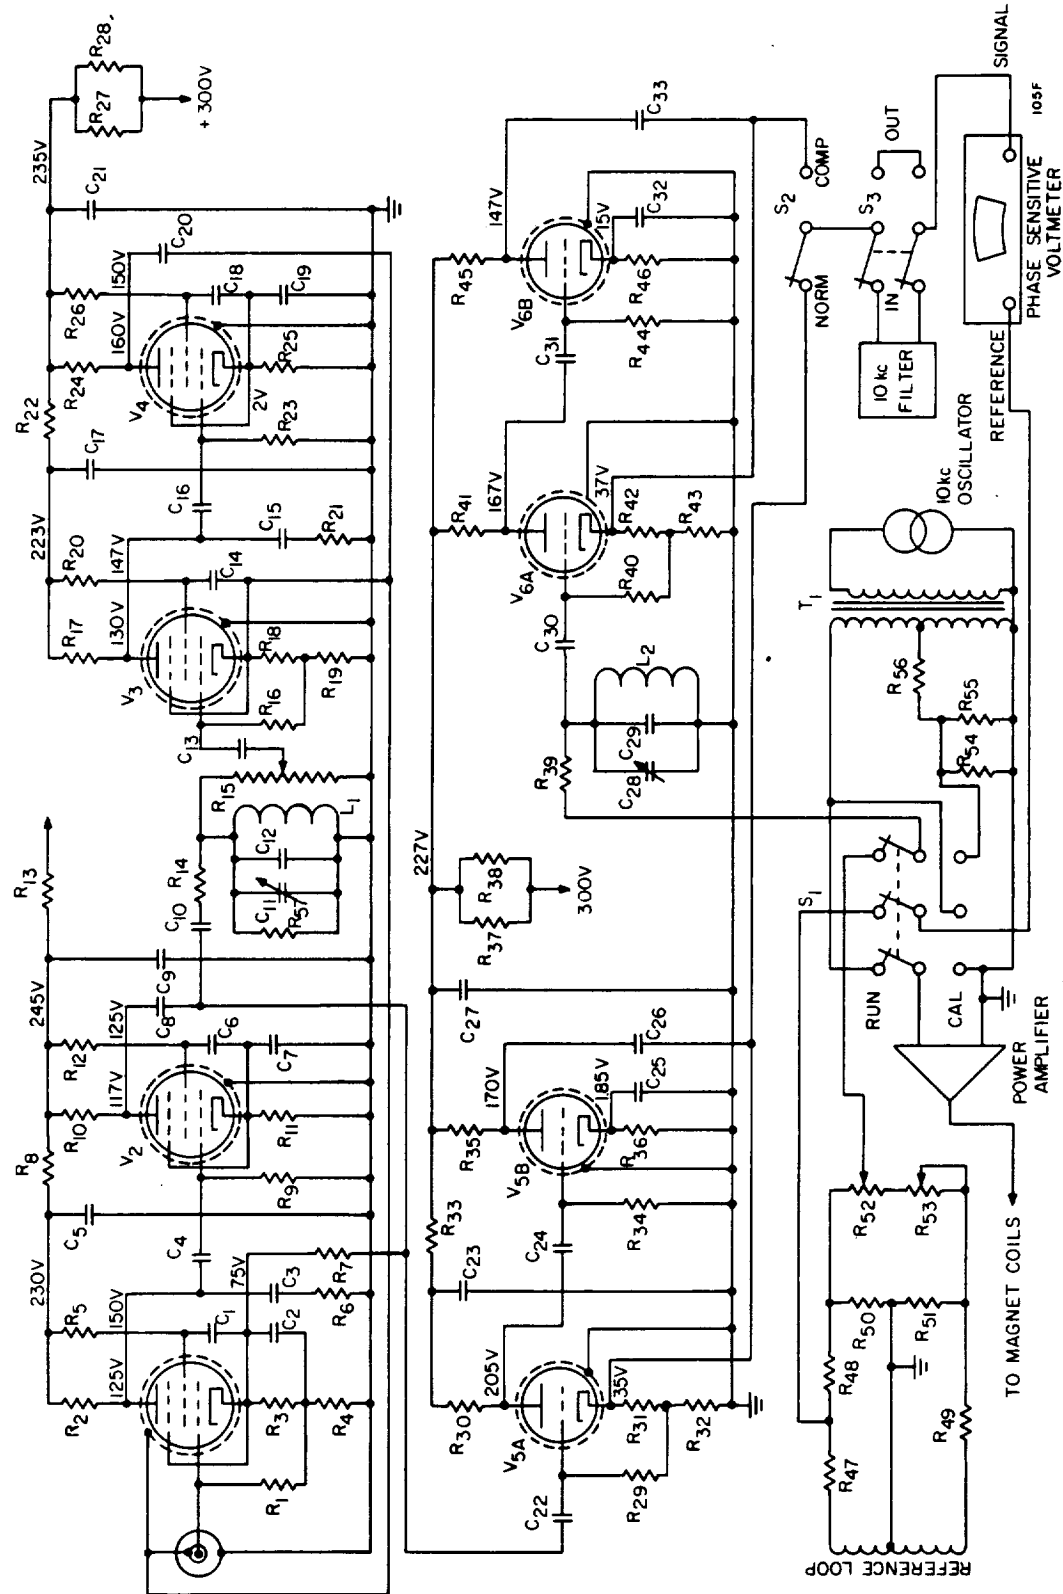 R13
R28,
R27
+300V
230V
R8
245V
223V
R22
235V
R2
R5
C5
R10
R12
R17
R20
C17
R24
R26
C21
125V
150V
117V
125V
130V
147V
160V
150V
C4
V2
C8
C9
C10
R14
R15
C13
V3
C16
V4
C20
C1
C6
C14
C18
R3
C2
75V
C3
R9
R11
C7
C11
C12
R57
L1
R16
R18
C15
R23
2V
R25
C19
R1
R4
R6
R7
R19
R21
R33
227V
R30
C23
R35
C27
R37
R38
300V
R41
R45
205V
170V
167V
147V
V5A
C22
C24
V5B
R39
C30
V6A
C31
V6B
C33
35V
1.85V
37V
15V
R29
R31
R32
R34
R36
C25
C26
C28
C29
L2
R40
R42
R43
R44
R46
C32
REFERENCE LOOP
R47
R48
R49
R50
R51
R52
R53
TO MAGNET COILS
POWER
AMPLIFIER
RUN
CAL
S1
R54
R55
R56
T1
10kc
OSCILLATOR
NORM
S2
COMP
IN
S3
OUT
10 kc
FILTER
REFERENCE
SIGNAL
PHASE SENSITIVE
VOLTMETER
105F